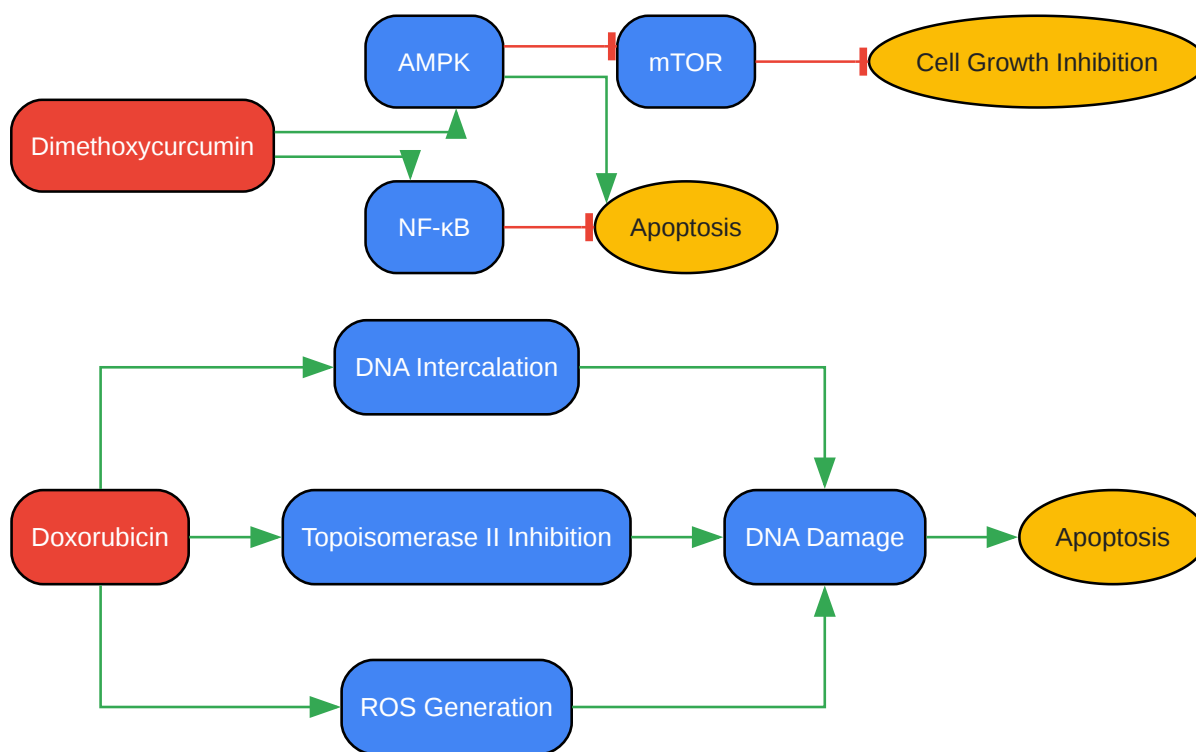 AMPK
mTOR
Cell Growth Inhibition
Dimethoxycurcumin
NF-κB
Apoptosis
DNA Intercalation
Doxorubicin
Topoisomerase II Inhibition
DNA Damage
Apoptosis
ROS Generation